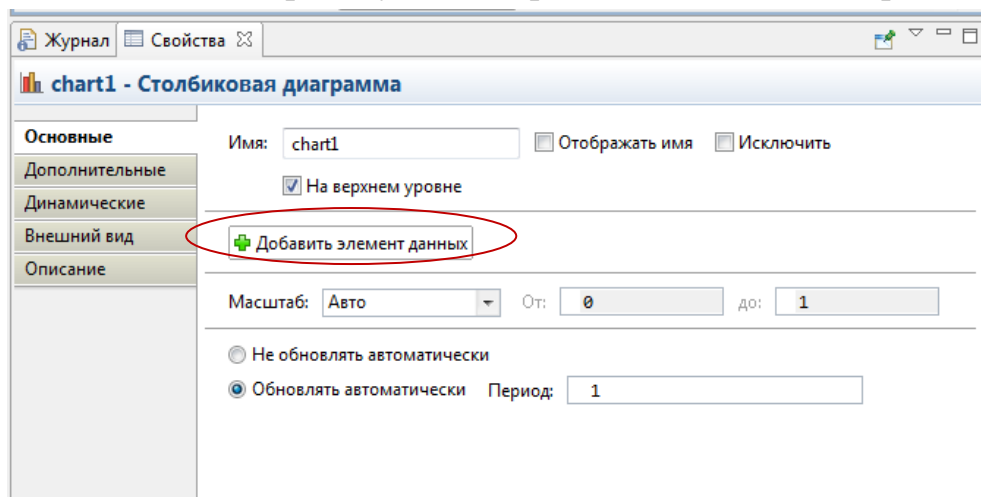 Журнал Свойства
chart1 - Столбиковая диаграмма
Основные
Дополнительные
Динамические
Внешний вид
Описание
Имя: chart1 Отображать имя Исключить
На верхнем уровне
Добавить элемент данных
Масштаб: Авто От: 0 до: 1
Не обновлять автоматически
Обновлять автоматически Период: 1